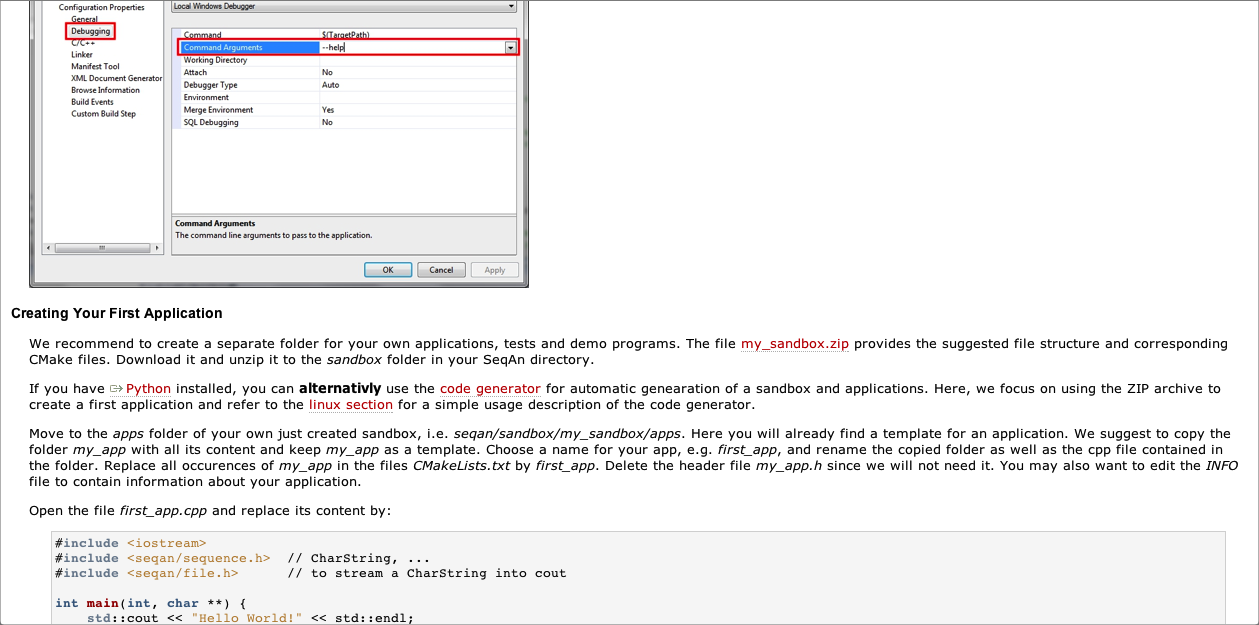 Configuration Properties
Local Windows Debugger
General
Debugging
C/C++
Linker
Manifest Tool
XML Document Generator
Browse Information
Build Events
Custom Build Step
Command $(TargetPath)
Command Arguments --help
Working Directory
Attach No
Debugger Type Auto
Environment
Merge Environment Yes
SQL Debugging No
Command Arguments
The command line arguments to pass to the application.
OK Cancel Apply
Creating Your First Application
We recommend to create a separate folder for your own applications, tests and demo programs. The file my_sandbox.zip provides the suggested file structure and corresponding
CMake files. Download it and unzip it to the sandbox folder in your SeqAn directory.
If you have Python installed, you can alternativly use the code generator for automatic genearation of a sandbox and applications. Here, we focus on using the ZIP archive to
create a first application and refer to the linux section for a simple usage description of the code generator.
Move to the apps folder of your own just created sandbox, i.e. seqan/sandbox/my_sandbox/apps. Here you will already find a template for an application. We suggest to copy the
folder my_app with all its content and keep my_app as a template. Choose a name for your app, e.g. first_app, and rename the copied folder as well as the cpp file contained in
the folder. Replace all occurences of my_app in the files CMakeLists.txt by first_app. Delete the header file my_app.h since we will not need it. You may also want to edit the INFO
file to contain information about your application.
Open the file first_app.cpp and replace its content by:
#include <iostream>
#include <seqan/sequence.h>  // CharString, ...
#include <seqan/file.h>      // to stream a CharString into cout
int main(int, char **) {
    std::cout << "Hello World!" << std::endl;